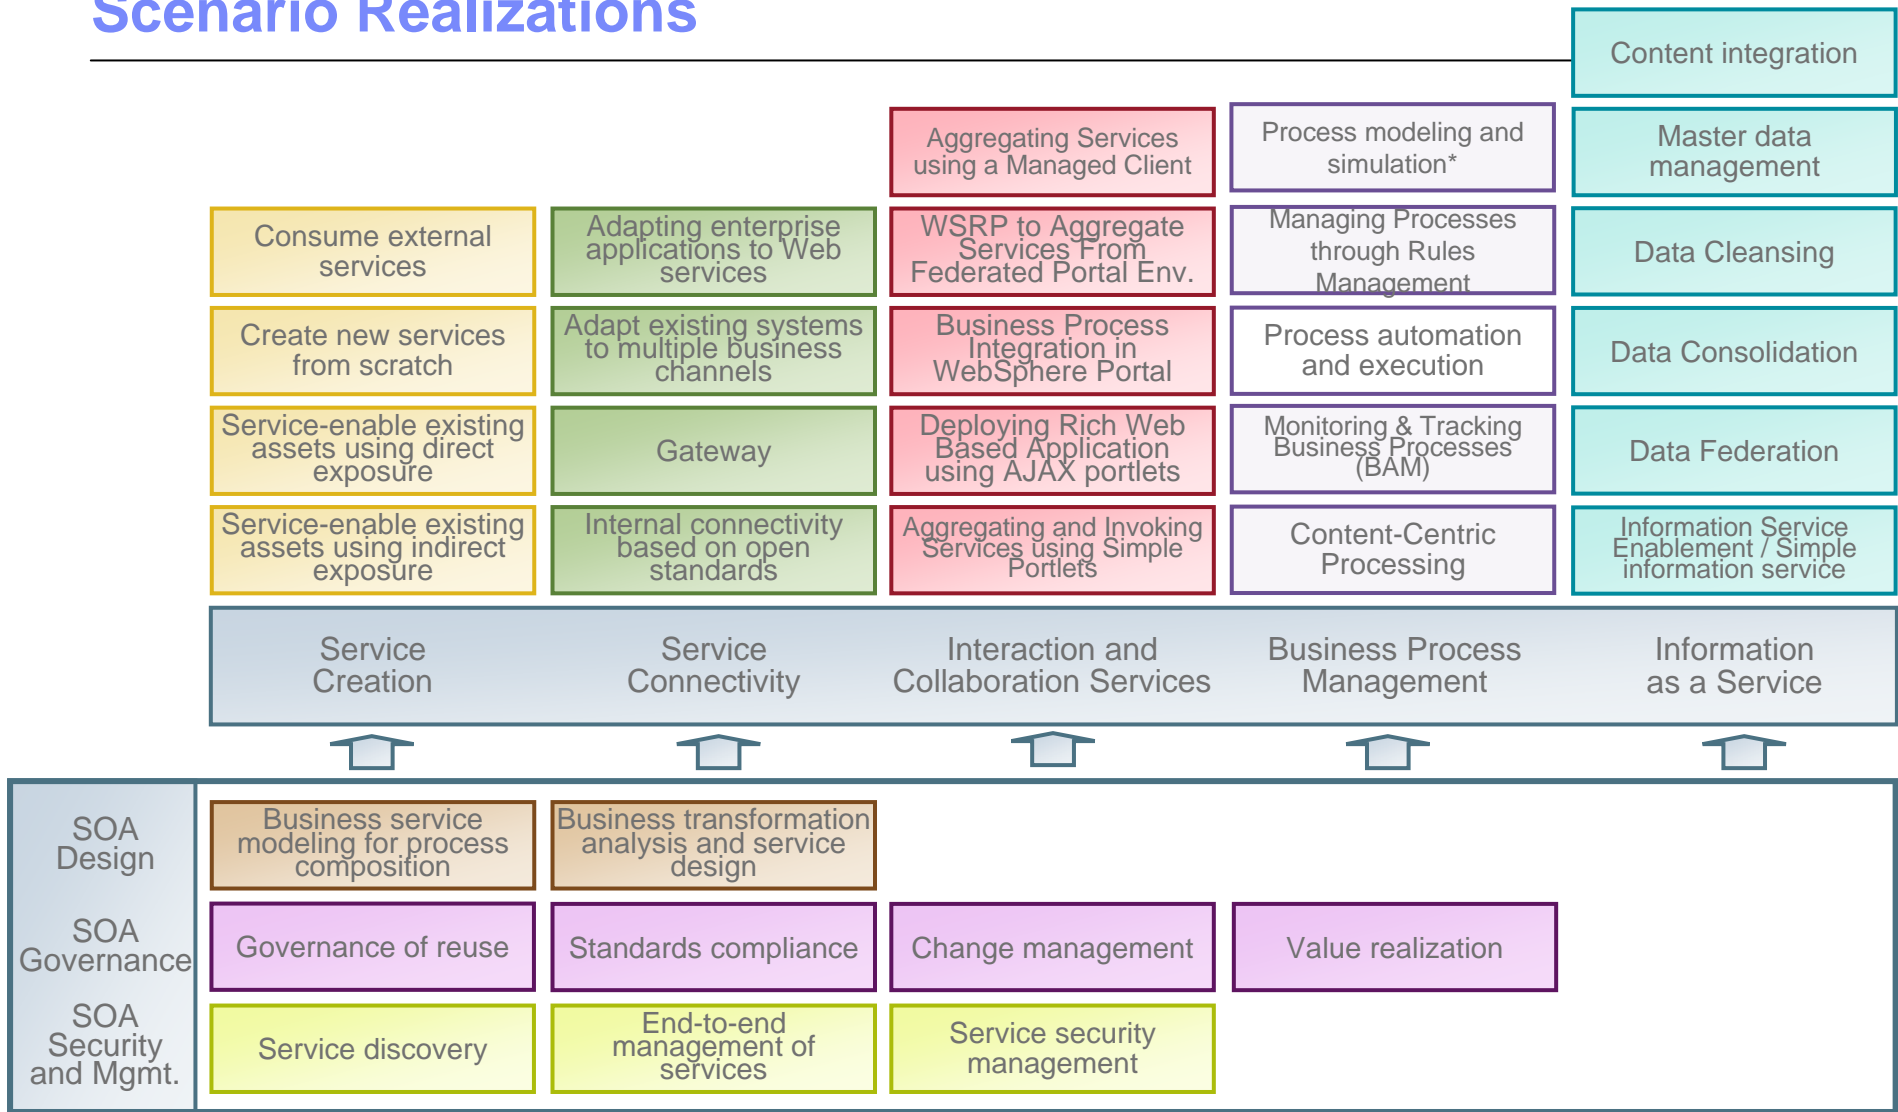 Scenario Realizations
Content integration
Aggregating Services
using a Managed Client
Process modeling and
simulation*
Master data
management
Consume external
services
Adapting enterprise
applications to Web
services
WSRP to Aggregate
Services From
Federated Portal Env.
Managing Processes
through Rules
Management
Data Cleansing
Create new services
from scratch
Adapt existing systems
to multiple business
channels
Business Process
Integration in
WebSphere Portal
Process automation
and execution
Data Consolidation
Service-enable existing
assets using direct
exposure
Gateway
Deploying Rich Web
Based Application
using AJAX portlets
Monitoring & Tracking
Business Processes
(BAM)
Data Federation
Service-enable existing
assets using indirect
exposure
Internal connectivity
based on open
standards
Aggregating and Invoking
Services using Simple
Portlets
Content-Centric
Processing
Information Service
Enablement / Simple
information service
Service
Creation
Service
Connectivity
Interaction and
Collaboration Services
Business Process
Management
Information
as a Service
SOA
Design
Business service
modeling for process
composition
Business transformation
analysis and service
design
SOA
Governance
Governance of reuse
Standards compliance
Change management
Value realization
SOA
Security
and Mgmt.
Service discovery
End-to-end
management of
services
Service security
management